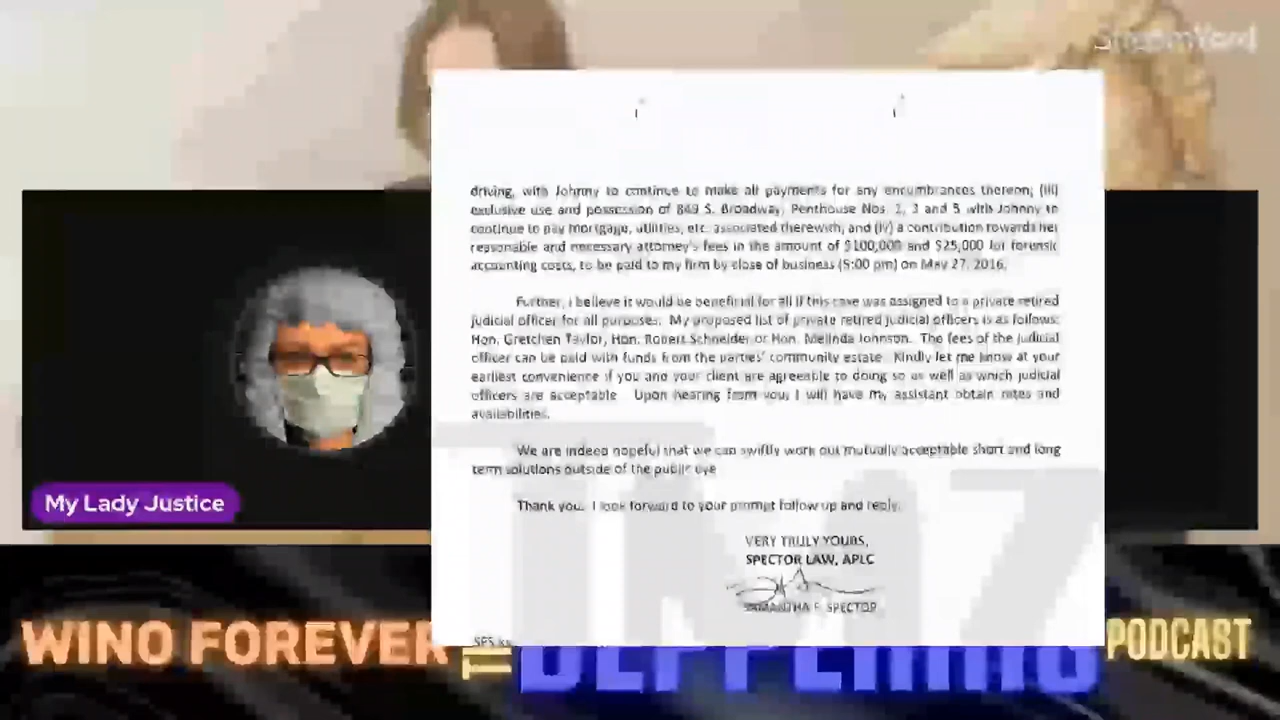 StreamYard
driving, with Johnny to continue to make all payments for any encumbrances thereon; (iii)
exclusive use and possession of 849 S. Broadway, Penthouse Nos. 1, 3 and 5 with Johnny to
continue to pay mortgage, utilities, etc. associated therewith, and (iv) a contribution towards her
reasonable and necessary attorney's fees in the amount of $100,000 and $25,000 for forensic
accounting costs, to be paid to my firm by close of business (5:00 pm) on May 27, 2016.
Further, I believe it would be beneficial for all if this case was assigned to a private retired
judicial officer for all purposes. My proposed list of private retired judicial officers is as follows:
Hon. Gretchen Taylor, Hon. Robert Schneider or Hon. Melinda Johnson. The fees of the judicial
officer can be paid with funds from the parties' community estate. Kindly let me know at your
earliest convenience if you and your client are agreeable to doing so as well as which judicial
officers are acceptable. Upon hearing from you, I will have my assistant obtain rates and
availabilities.
We are indeed hopeful that we can swiftly work out mutually acceptable short and long
term solutions outside of the public eye
Thank you. I look forward to your prompt follow up and reply.
VERY TRULY YOURS,
SPECTOR LAW, APLC
SAMANTHA F. SPECTOR
TMZ
My Lady Justice
WINO FOREVER
PODCAST